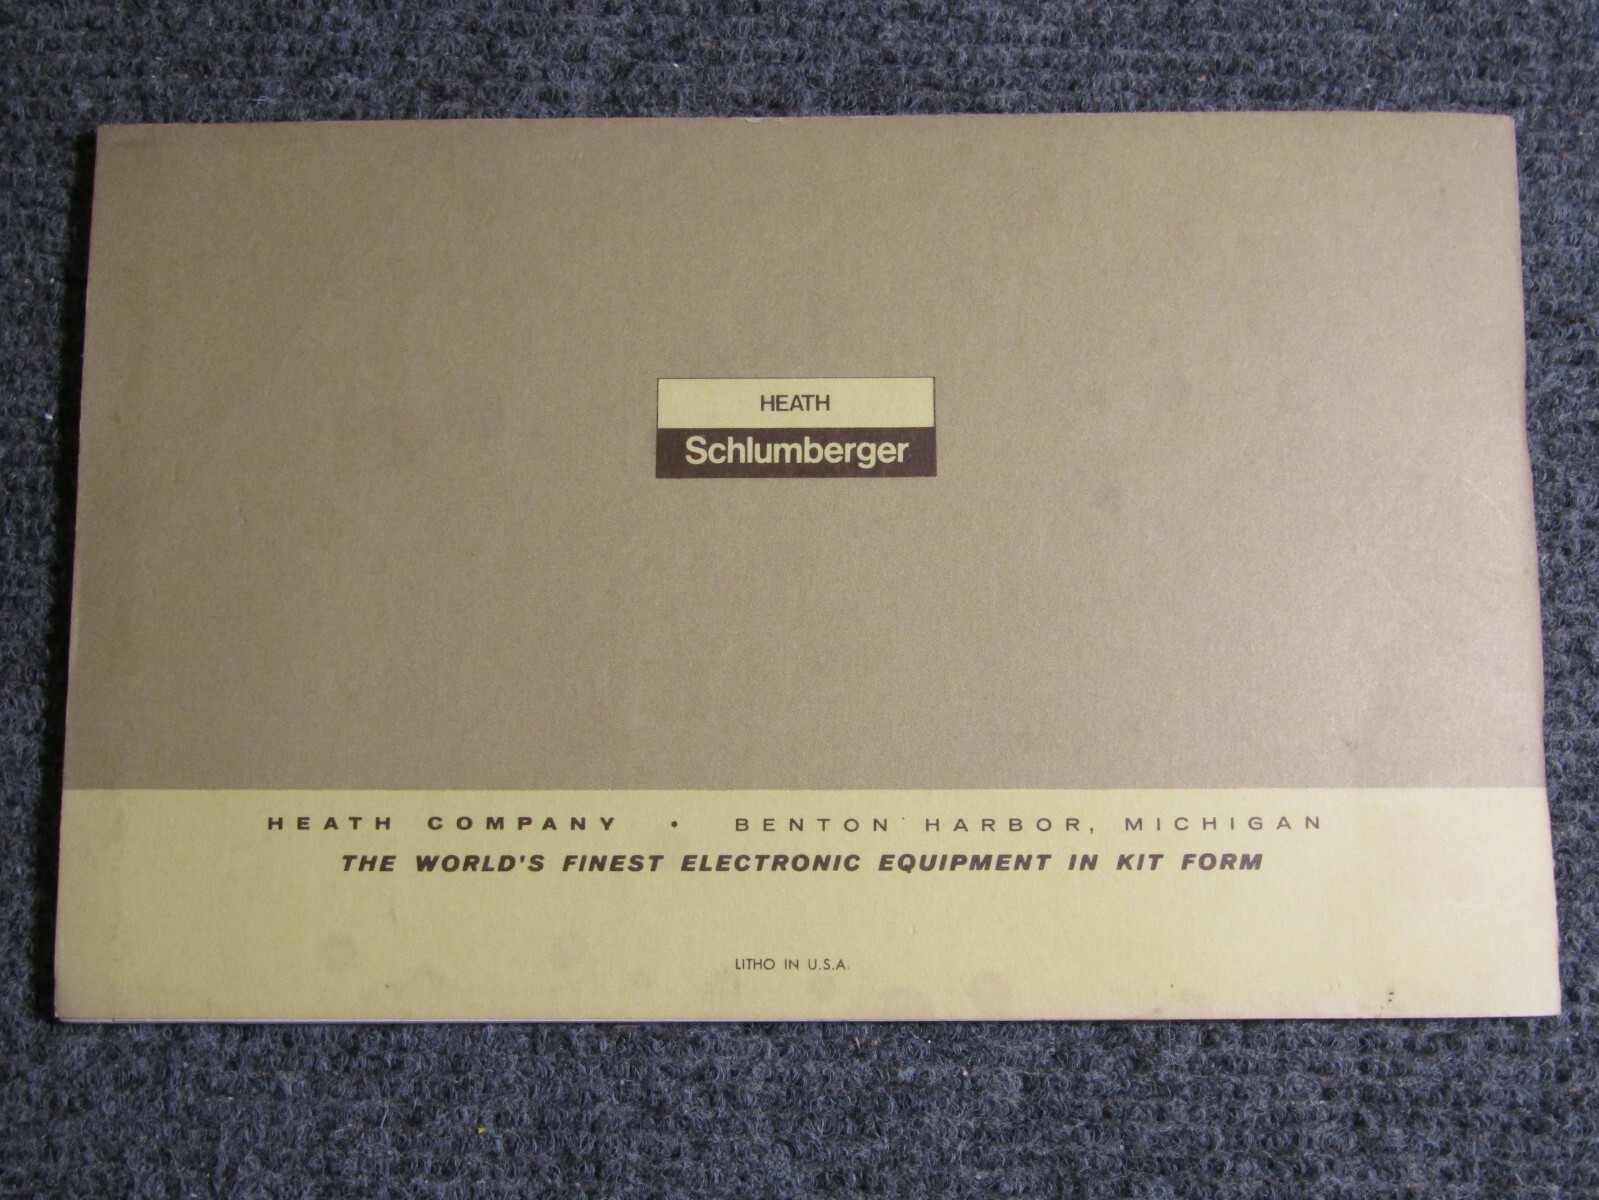 HEATH
Schlumberger
HEATH COMPANY • BENTON HARBOR, MICHIGAN
THE WORLD'S FINEST ELECTRONIC EQUIPMENT IN KIT FORM
LITHO IN U.S.A.